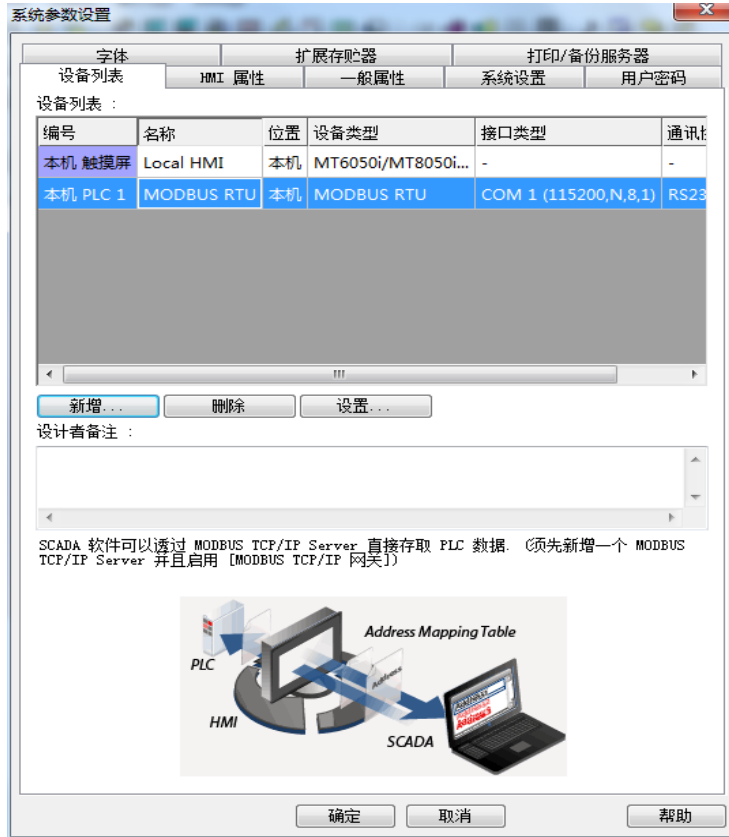 系统参数设置
字体 扩展存贮器 打印/备份服务器
设备列表 HMI 属性 一般属性 系统设置 用户密码
设备列表 :
编号 名称 位置 设备类型 接口类型 通讯
本机 触摸屏 Local HMI 本机 MT6050i/MT8050i... - -
本机 PLC 1 MODBUS RTU 本机 MODBUS RTU COM 1 (115200,N,8,1) RS23
新增... 删除 设置...
设计者备注 :
SCADA 软件可以透过 MODBUS TCP/IP Server 直接存取 PLC 数据. (须先新增一个 MODBUS
TCP/IP Server 并且启用 [MODBUS TCP/IP 网关])
Address Mapping Table
PLC
Address
HMI
SCADA
确定 取消 帮助